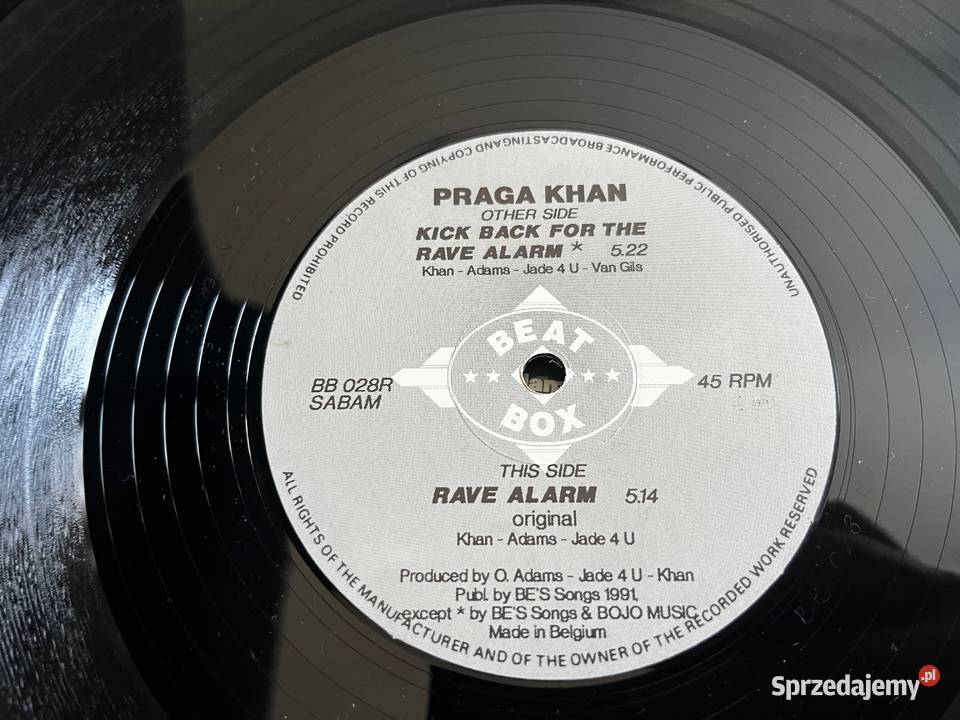 UNAUTHORISED PUBLIC PERFORMANCE BROADCASTING AND COPYING OF THIS RECORD PROHIBITED
PRAGA KHAN
OTHER SIDE
KICK BACK FOR THE
RAVE ALARM * 5.22
Khan - Adams - Jade 4 U - Van Gils
BEAT
BOX
BB 028R
SABAM
45 RPM
THIS SIDE
RAVE ALARM 5.14
original
Khan - Adams - Jade 4 U
Produced by O. Adams - Jade 4 U - Khan
Publ. by BE'S Songs 1991,
except * by BE'S Songs & BOJO MUSIC
Made in Belgium
ALL RIGHTS OF THE MANUFACTURER AND OF THE OWNER OF THE RECORDED WORK RESERVED
Sprzedajemy.pl